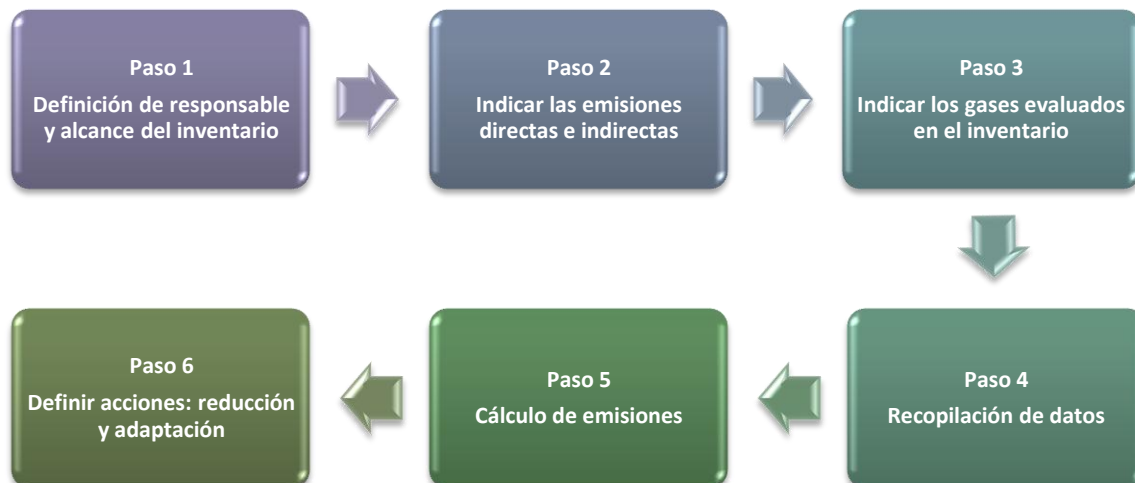 Paso 1
Definición de responsable
y alcance del inventario
Paso 2
Indicar las emisiones
directas e indirectas
Paso 3
Indicar los gases evaluados
en el inventario
Paso 4
Recopilación de datos
Paso 5
Cálculo de emisiones
Paso 6
Definir acciones: reducción
y adaptación